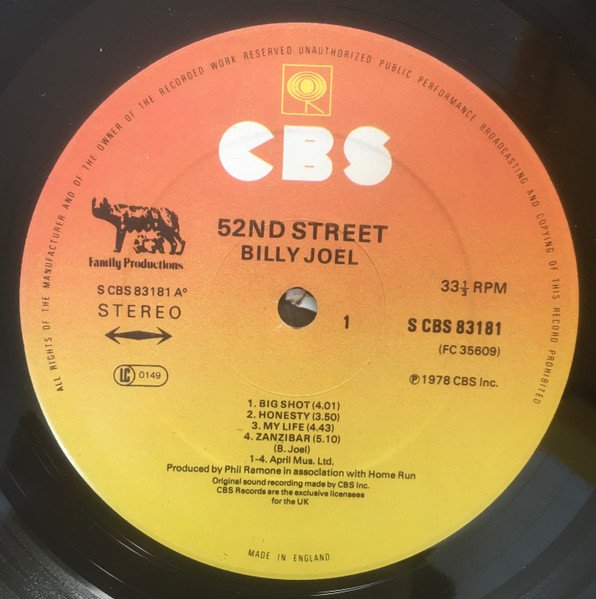 ALL RIGHTS OF THE MANUFACTURER AND OF THE OWNER OF THE RECORDED WORK RESERVED UNAUTHORIZED PUBLIC PERFORMANCE BROADCASTING AND COPYING OF THIS RECORD PROHIBITED
CBS
52ND STREET
BILLY JOEL
Family Productions
S CBS 83181 A°
STEREO
33⅓ RPM
1
S CBS 83181
(FC 35609)
LC 0149
℗ 1978 CBS Inc.
1. BIG SHOT (4.01)
2. HONESTY (3.50)
3. MY LIFE (4.43)
4. ZANZIBAR (5.10)
(B. Joel)
1-4. April Mus. Ltd.
Produced by Phil Ramone in association with Home Run
Original sound recording made by CBS Inc.
CBS Records are the exclusive licensees
for the UK
MADE IN ENGLAND